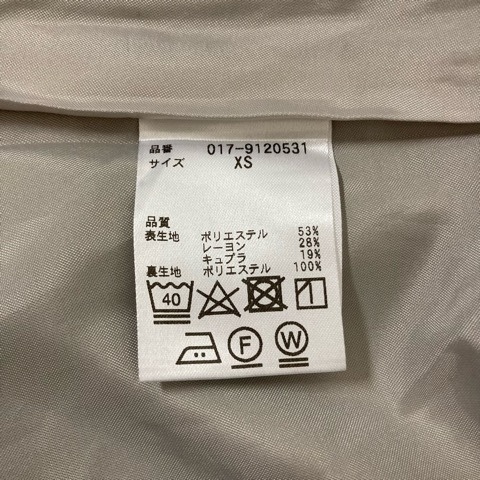 品番 017-9120531
サイズ XS
品質
表生地 ポリエステル 53%
レーヨン 28%
キュプラ 19%
裏生地 ポリエステル 100%
40
F W